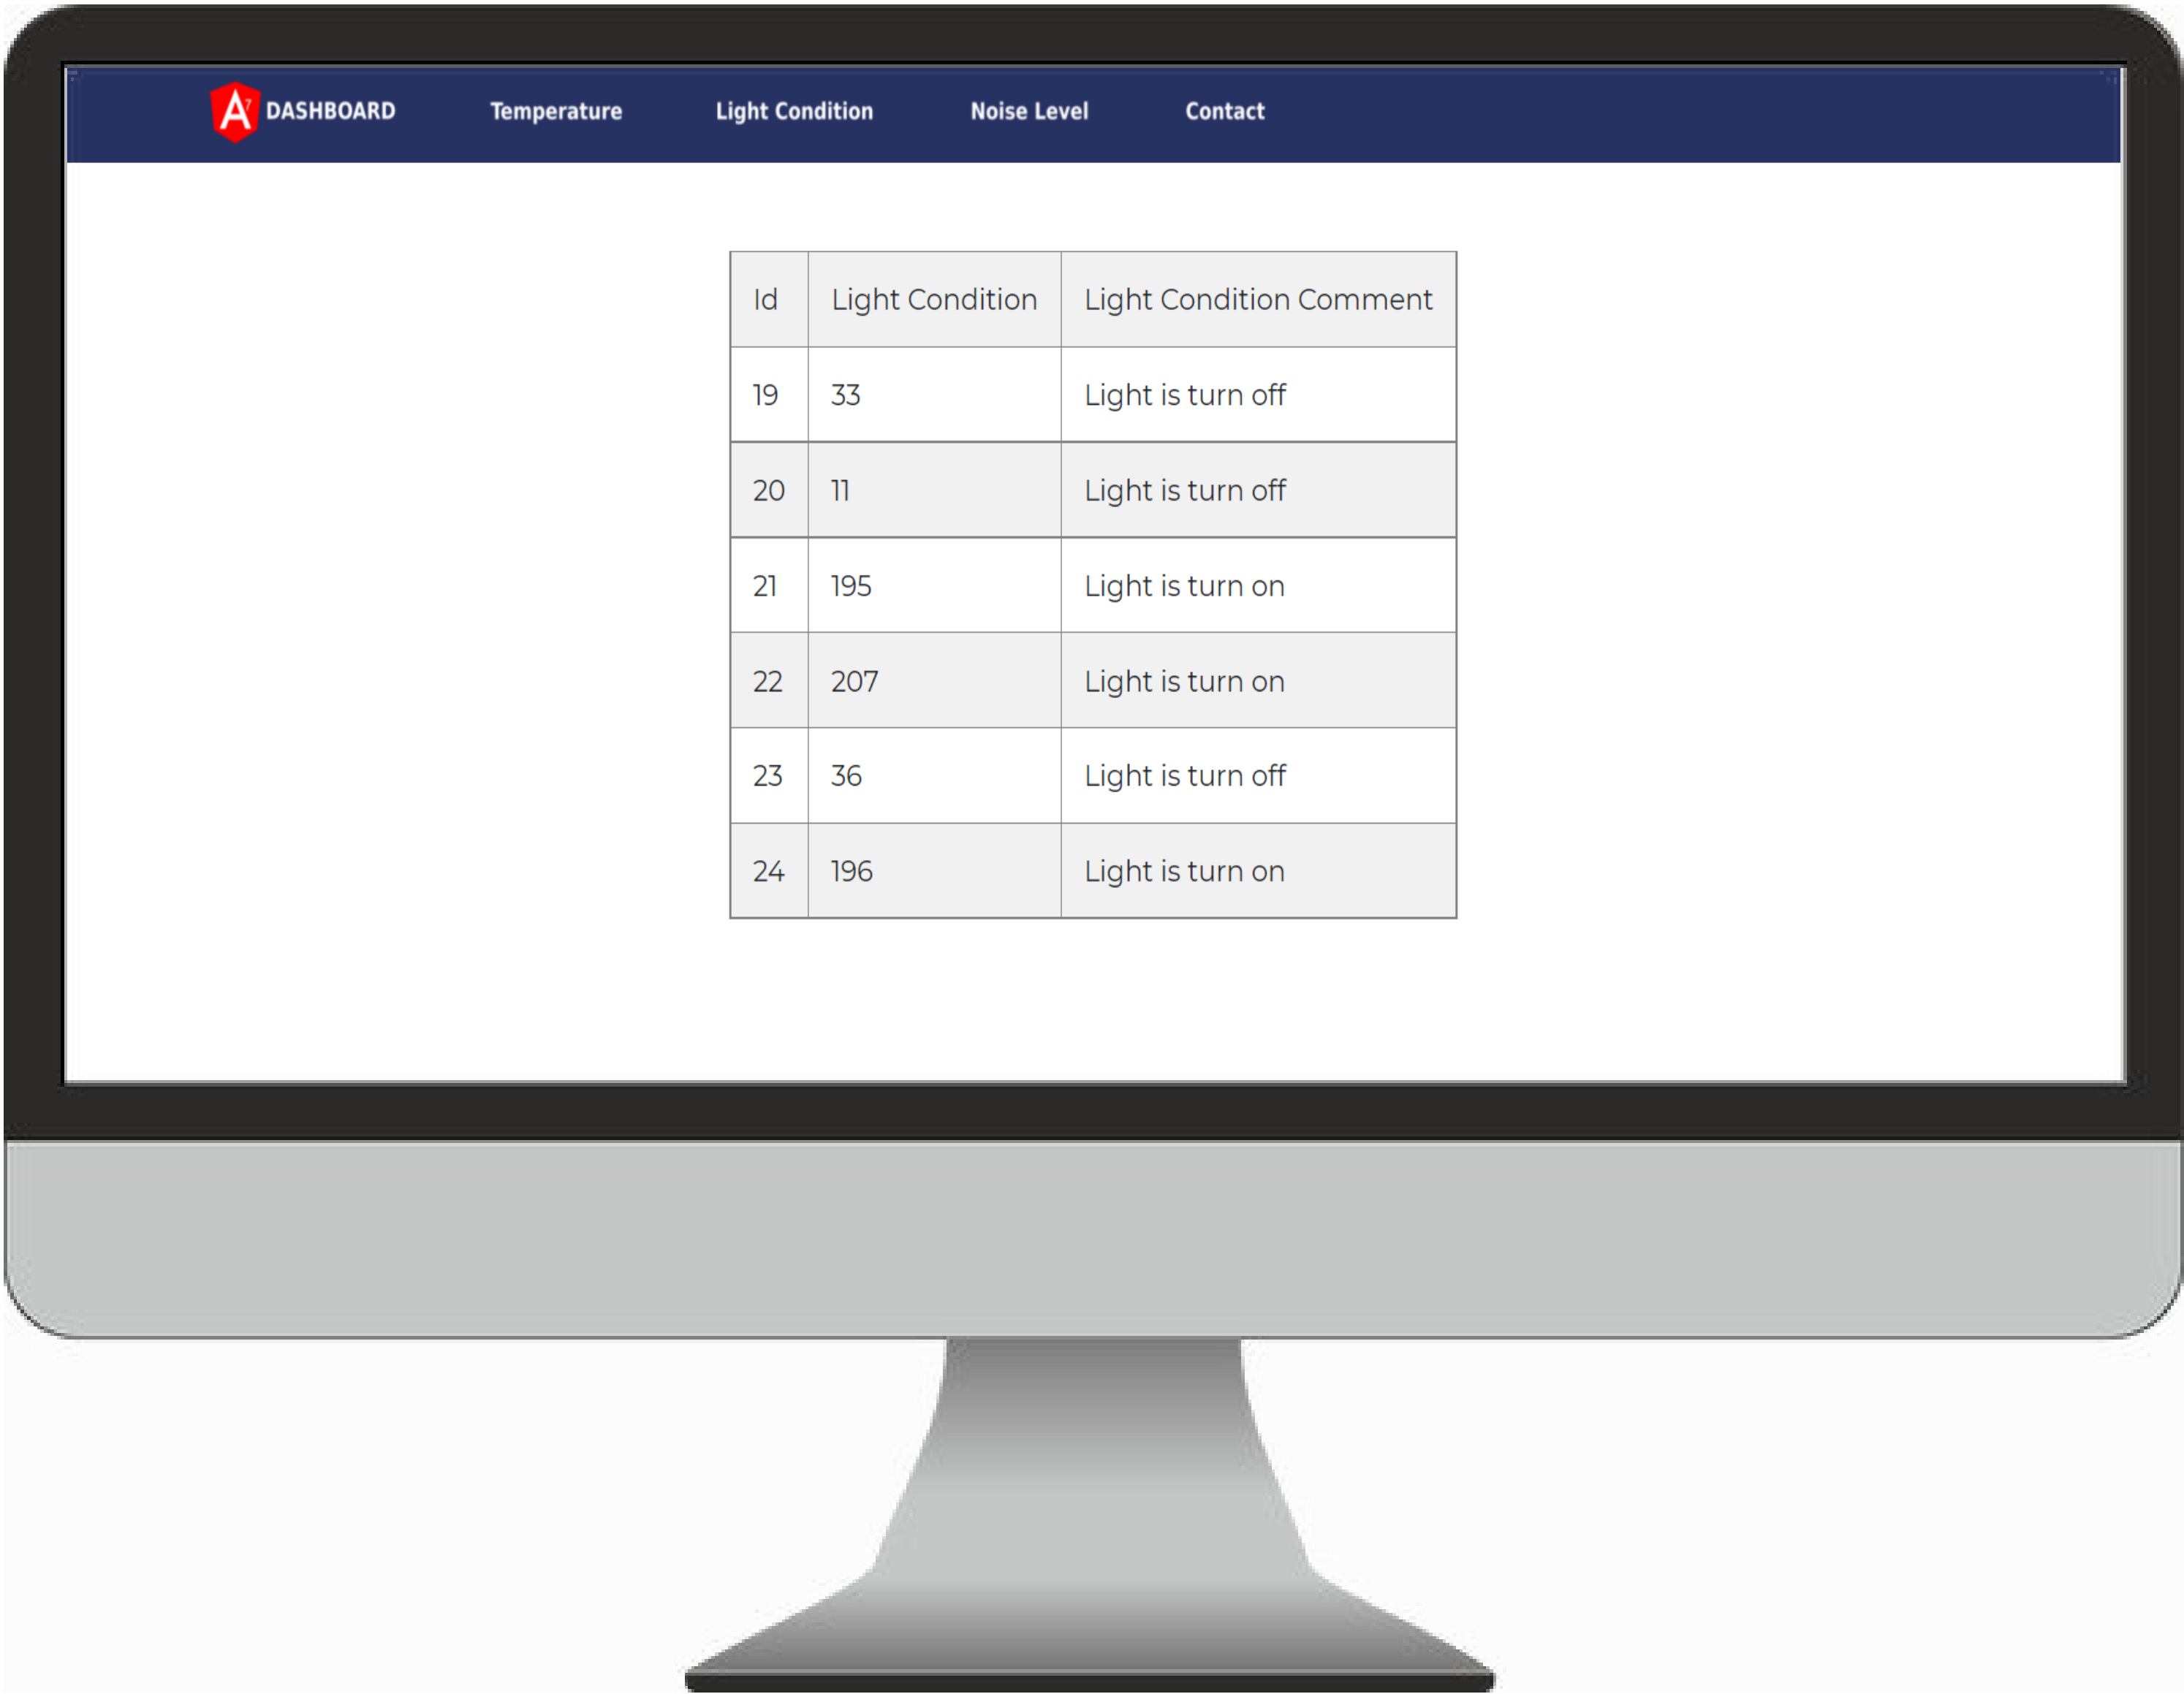 A7 DASHBOARD Temperature Light Condition Noise Level Contact
Id Light Condition Light Condition Comment
19 33 Light is turn off
20 11 Light is turn off
21 195 Light is turn on
22 207 Light is turn on
23 36 Light is turn off
24 196 Light is turn on